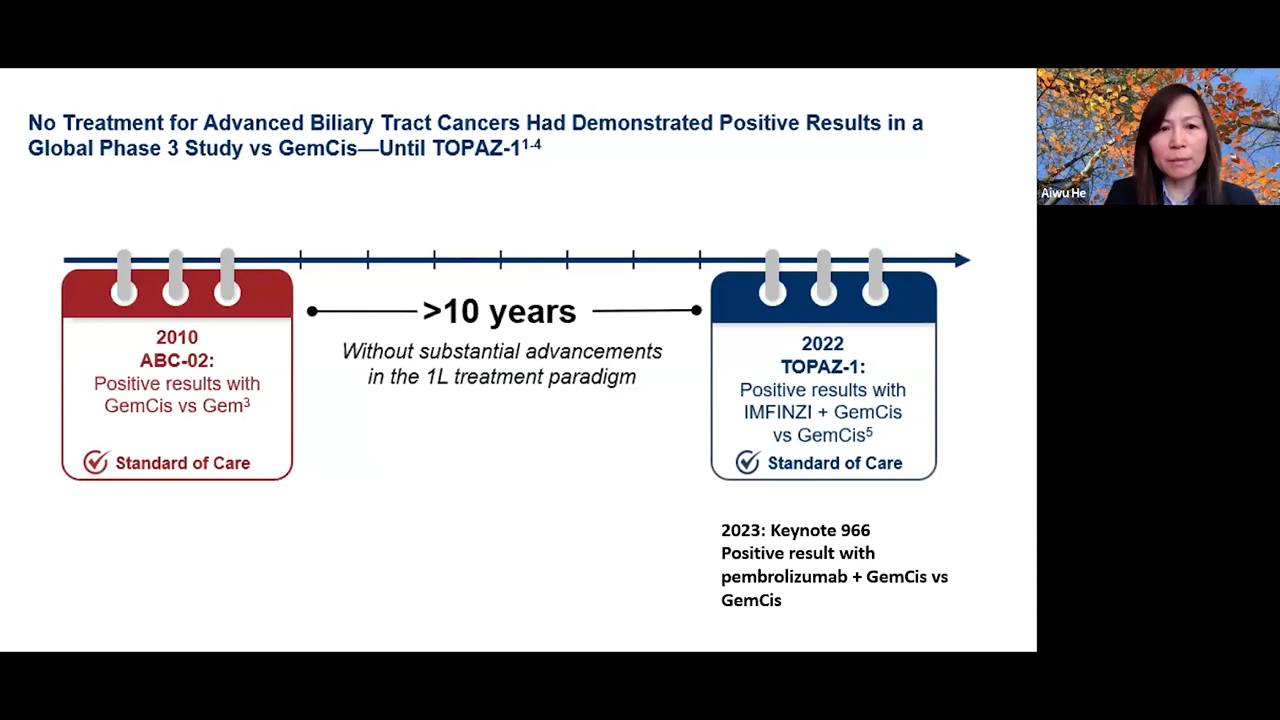 No Treatment for Advanced Biliary Tract Cancers Had Demonstrated Positive Results in a
Global Phase 3 Study vs GemCis—Until TOPAZ-1¹⁻⁴
Aiwu He
2010
ABC-02:
Positive results with
GemCis vs Gem³
Standard of Care
>10 years
Without substantial advancements
in the 1L treatment paradigm
2022
TOPAZ-1:
Positive results with
IMFINZI + GemCis
vs GemCis⁵
Standard of Care
2023: Keynote 966
Positive result with
pembrolizumab + GemCis vs
GemCis